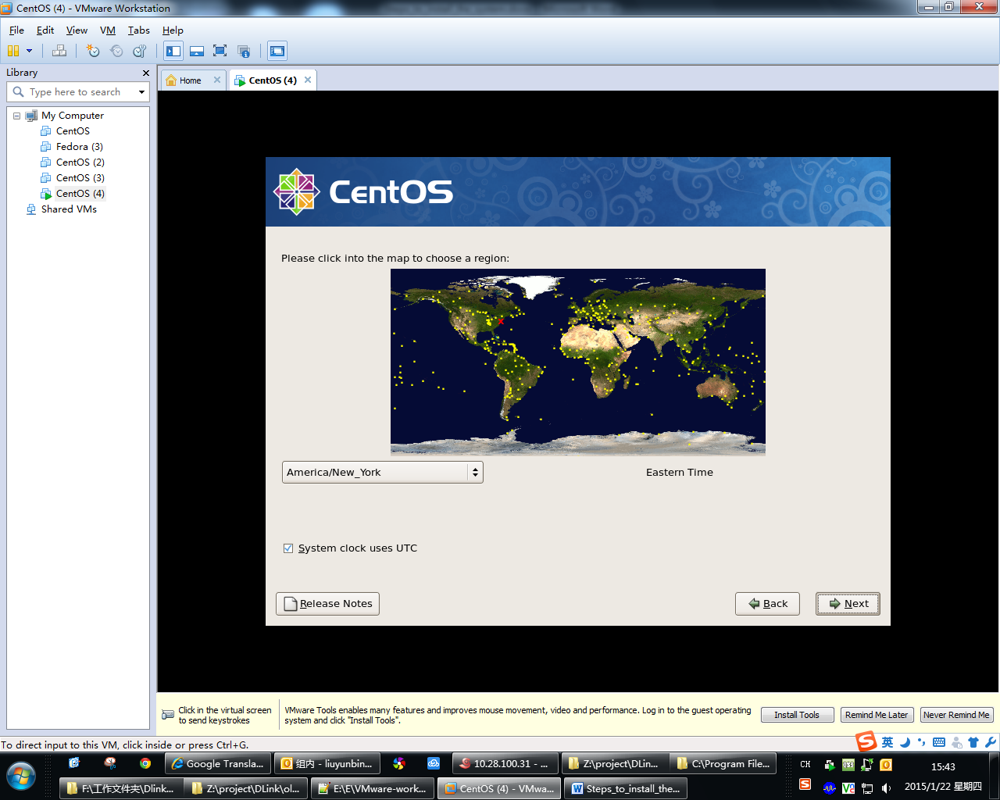 CentOS (4) - VMware Workstation
File Edit View VM Tabs Help
Library
Type here to search
My Computer
CentOS
Fedora (3)
CentOS (2)
CentOS (3)
CentOS (4)
Shared VMs
Home
CentOS (4)
CentOS
Please click into the map to choose a region:
America/New_York
Eastern Time
System clock uses UTC
Release Notes
Back
Next
Click in the virtual screen
to send keystrokes
VMware Tools enables many features and improves mouse movement, video and performance. Log in to the guest operating
system and click "Install Tools".
Install Tools
Remind Me Later
Never Remind Me
To direct input to this VM, click inside or press Ctrl+G.
英
Google Transla...
组内 - liuyunbin...
10.28.100.31 - ...
Z:\project\DLin...
C:\Program File...
CH
15:43
F:\工作文件夹\Dlink...
Z:\project\DLink\ol...
E:\E\VMware-work...
CentOS (4) - VMwa...
Steps_to_install_the...
2015/1/22 星期四